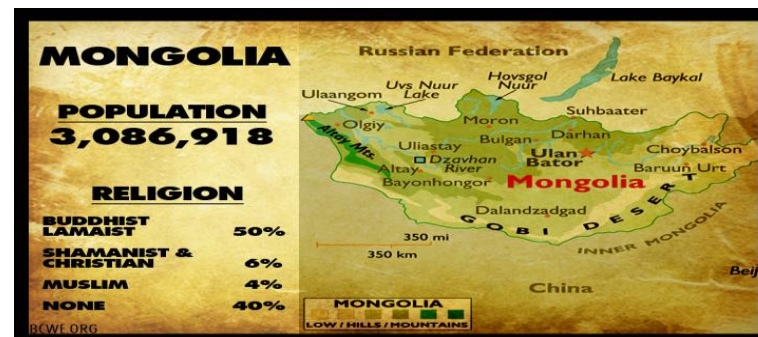 MONGOLIA
POPULATION
3,086,918
RELIGION
BUDDHIST
LAMAIST 50%
SHAMANIST &
CHRISTIAN 6%
MUSLIM 4%
NONE 40%
BCWE.ORG
Russian Federation
Lake Baykal
Hovsgol
Nuur
Uvs Nuur
Lake
Ulaangom
Suhbaater
Moron
Olgiy
Bulgan
Darhan
Altay Mts.
Uliastay
Ulan
Bator
Choybalson
Dzavhan
River
Baruun Urt
Altay
Bayonhongor
Mongolia
Dalandzadgad
GOBI DESERT
350 mi
350 km
INNER MONGOLIA
Beij
China
MONGOLIA
LOW / HILLS / MOUNTAINS